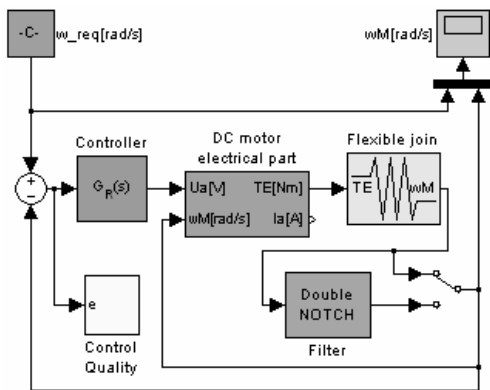 -C-
w_req[rad/s]
wM[rad/s]
Controller
DC motor
electrical part
Flexible join
+
−
G_R(s)
Ua[V]
TE[Nm]
wM[rad/s]
Ia[A]
TE
wM
e
Control
Quality
Double
NOTCH
Filter